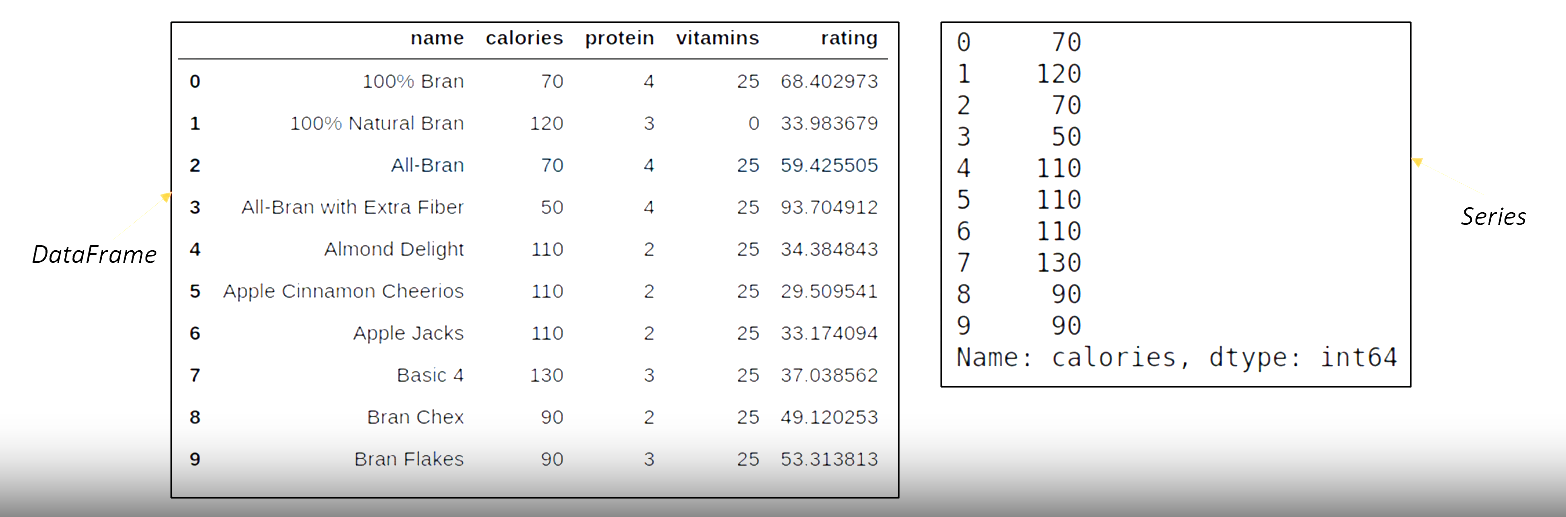 DataFrame
name calories protein vitamins rating
0 100% Bran 70 4 25 68.402973
1 100% Natural Bran 120 3 0 33.983679
2 All-Bran 70 4 25 59.425505
3 All-Bran with Extra Fiber 50 4 25 93.704912
4 Almond Delight 110 2 25 34.384843
5 Apple Cinnamon Cheerios 110 2 25 29.509541
6 Apple Jacks 110 2 25 33.174094
7 Basic 4 130 3 25 37.038562
8 Bran Chex 90 2 25 49.120253
9 Bran Flakes 90 3 25 53.313813
0 70
1 120
2 70
3 50
4 110
5 110
6 110
7 130
8 90
9 90
Name: calories, dtype: int64
Series